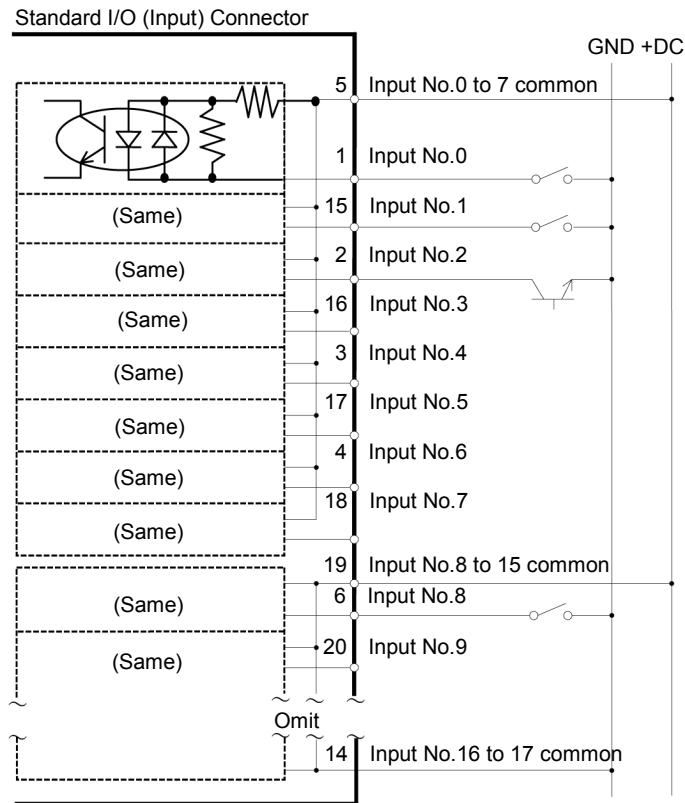 Standard I/O (Input) Connector
GND +DC
5 Input No.0 to 7 common
1 Input No.0
(Same) 15 Input No.1
(Same) 2 Input No.2
(Same) 16 Input No.3
(Same) 3 Input No.4
(Same) 17 Input No.5
(Same) 4 Input No.6
(Same) 18 Input No.7
19 Input No.8 to 15 common
(Same) 6 Input No.8
(Same) 20 Input No.9
Omit
14 Input No.16 to 17 common